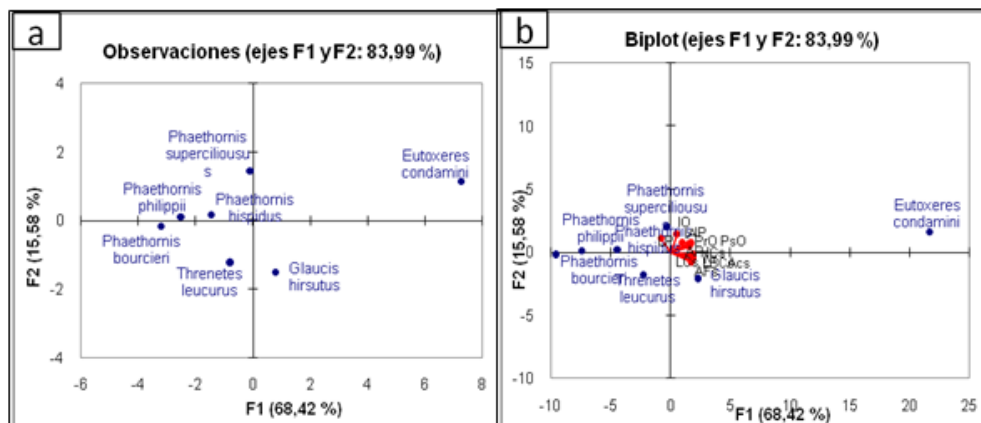 a
Observaciones (ejes F1 y F2: 83,99 %)
4
2
0
-2
-4
-6
-4
-2
0
2
4
6
8
F2 (15,58 %)
F1 (68,42 %)
Phaethornis
superciliousu
s
Eutoxeres
condamini
Phaethornis
philippii
Phaethornis
hispidus
Phaethornis
bourcieri
Threnetes
leucurus
Glaucis
hirsutus
b
Biplot (ejes F1 y F2: 83,99 %)
15
10
5
0
-5
-10
-10
-5
0
5
10
15
20
25
F2 (15,58 %)
F1 (68,42 %)
Phaethornis
superciliousu
Eutoxeres
condamini
Phaethornis
philippii
Phaethornis
Phaethornis
Threnetes
leucurus
Glaucis
hirsutus
IO
PrO PsO